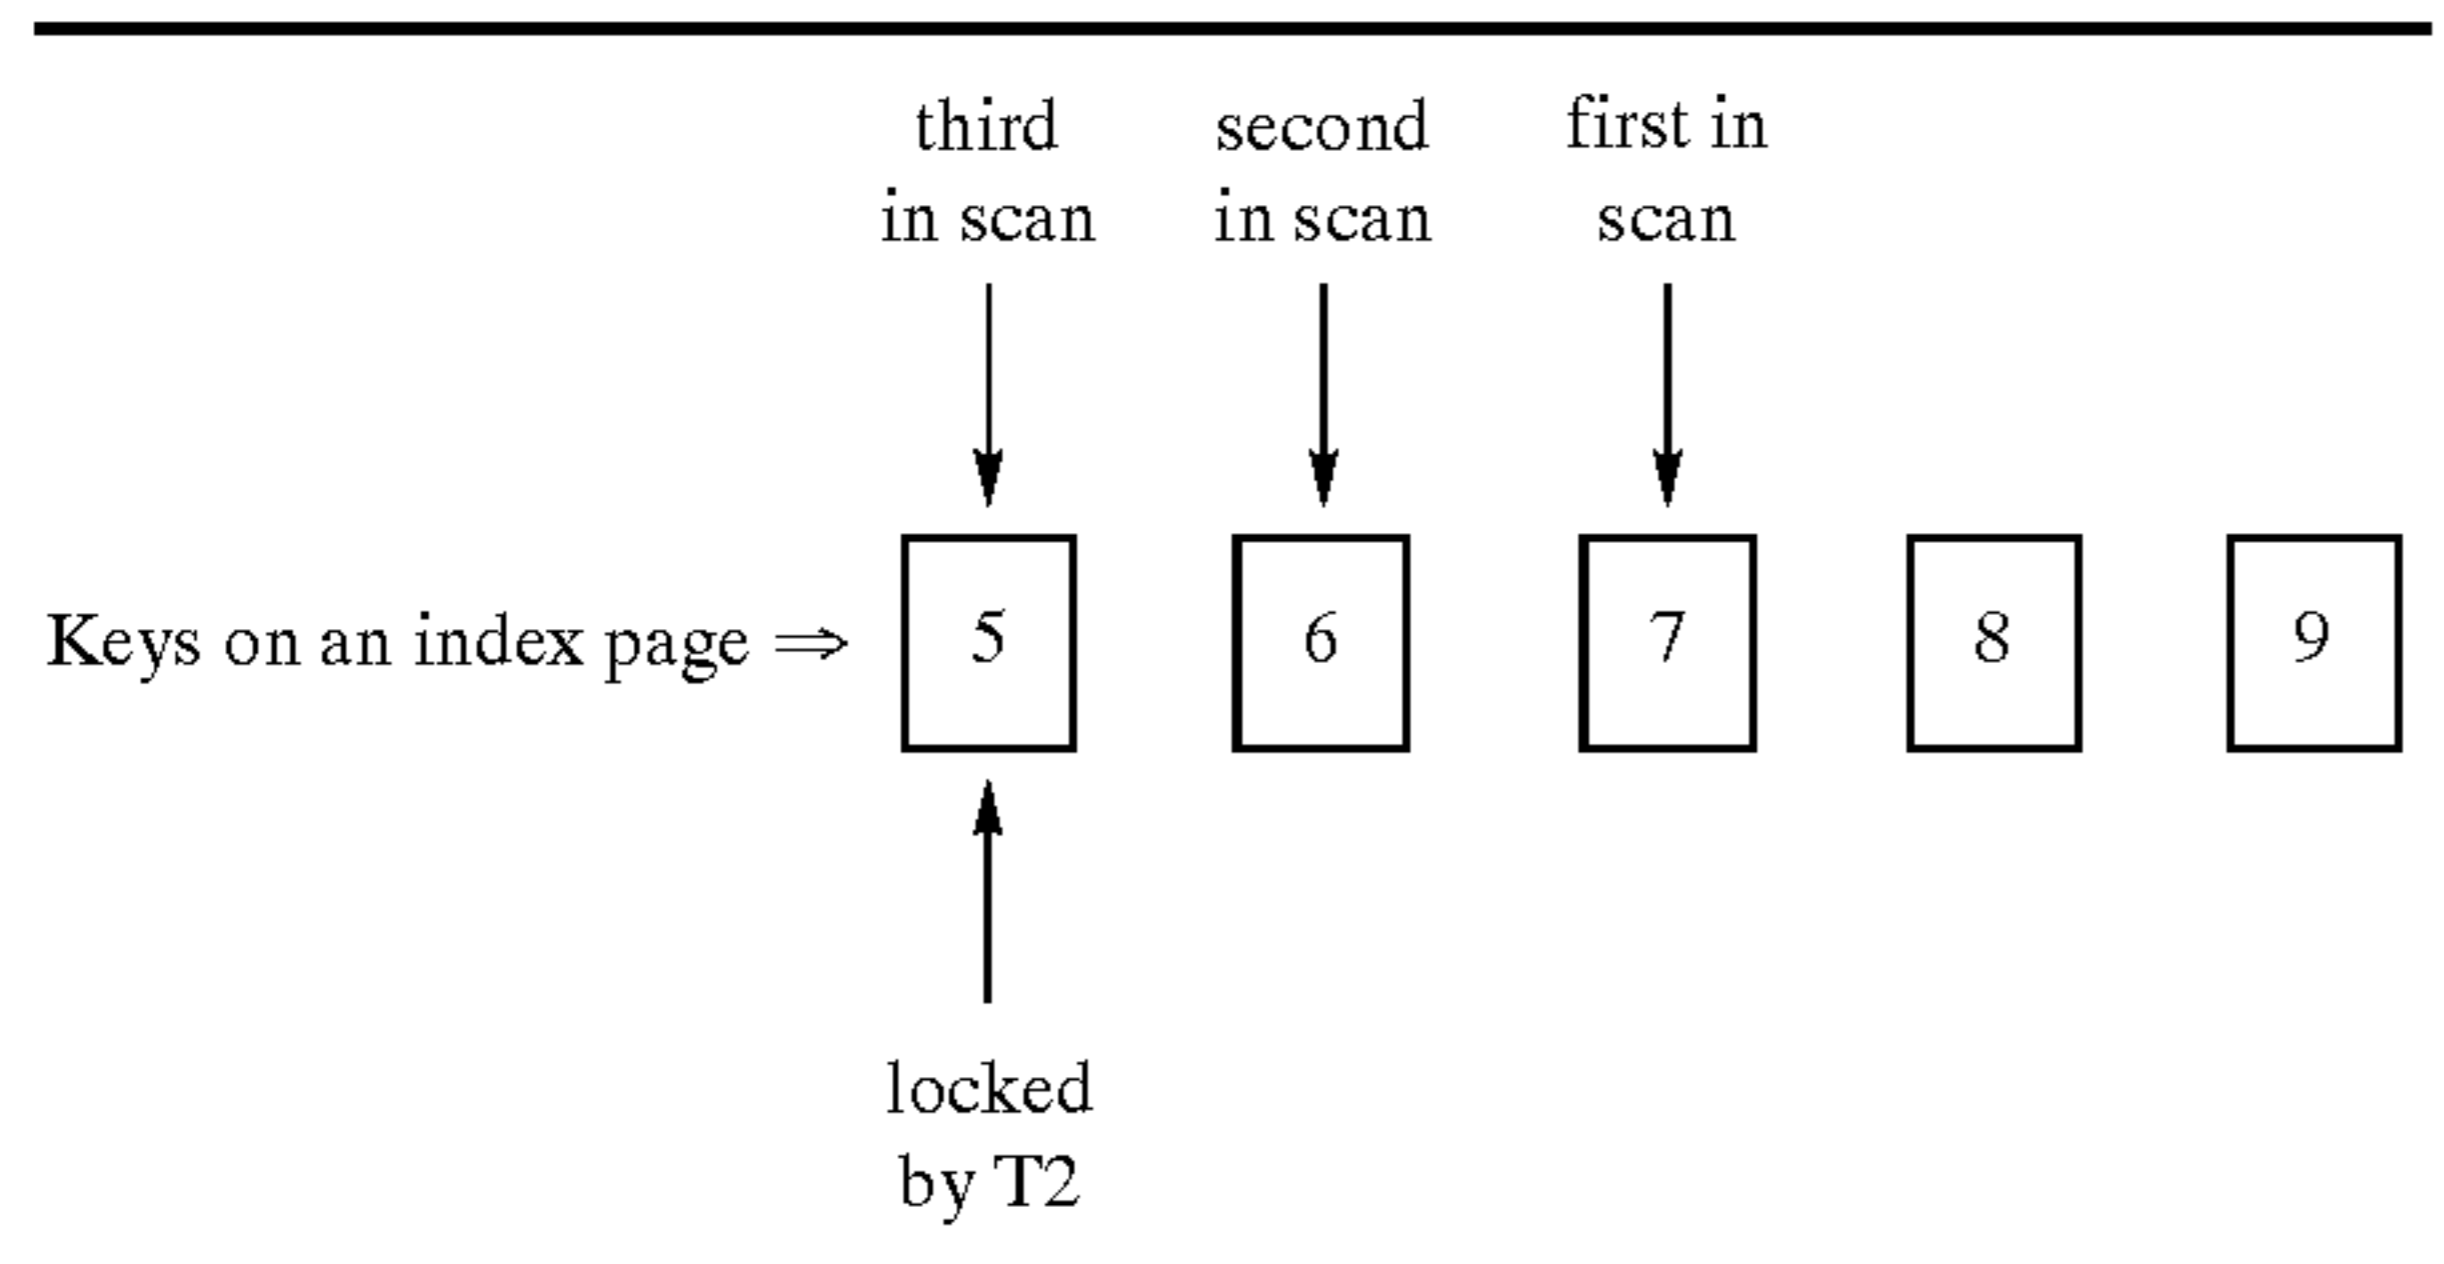 third
in scan
second
in scan
first in
scan
Keys on an index page ⇒ 5 6 7 8 9
locked
by T2